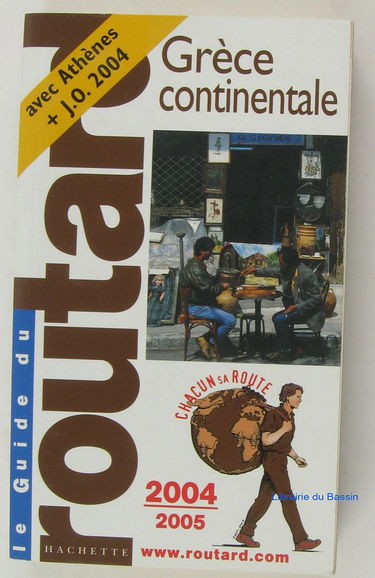 avec Athènes
+ J.O. 2004
Grèce
continentale
le Guide du
routard
CHACUN SA ROUTE
2004
2005
Librairie du Bassin
HACHETTE
www.routard.com